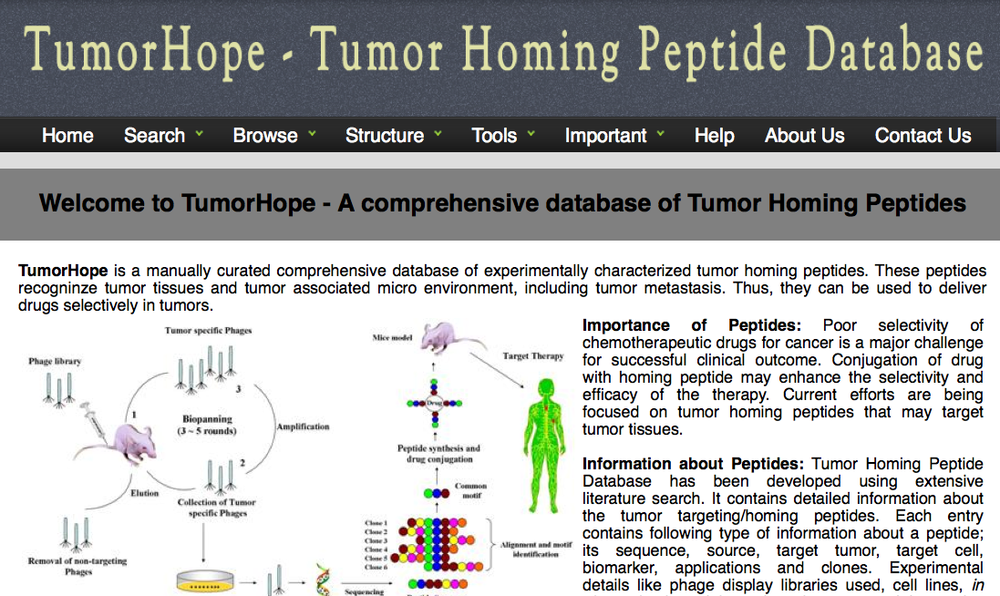 TumorHope - Tumor Homing Peptide Database
Home Search Browse Structure Tools Important Help About Us Contact Us
Welcome to TumorHope - A comprehensive database of Tumor Homing Peptides
TumorHope is a manually curated comprehensive database of experimentally characterized tumor homing peptides. These peptides
recogninze tumor tissues and tumor associated micro environment, including tumor metastasis. Thus, they can be used to deliver
drugs selectively in tumors.
Tumor specific Phages
Phage library
3
1
Biopanning
(3 ~ 5 rounds)
Amplification
2
Elution
Collection of Tumor
specific Phages
Removal of non-targeting
Phages
Mice model
Target Therapy
Drug
Peptide synthesis and
drug conjugation
Common
motif
Clone 1
Clone 2
Clone 3
Clone 4
Clone 5
Clone 6
Alignment and motif
identification
Sequencing
Importance of Peptides: Poor selectivity of
chemotherapeutic drugs for cancer is a major challenge
for successful clinical outcome. Conjugation of drug
with homing peptide may enhance the selectivity and
efficacy of the therapy. Current efforts are being
focused on tumor homing peptides that may target
tumor tissues.
Information about Peptides: Tumor Homing Peptide
Database has been developed using extensive
literature search. It contains detailed information about
the tumor targeting/homing peptides. Each entry
contains following type of information about a peptide;
its sequence, source, target tumor, target cell,
biomarker, applications and clones. Experimental
details like phage display libraries used, cell lines, in